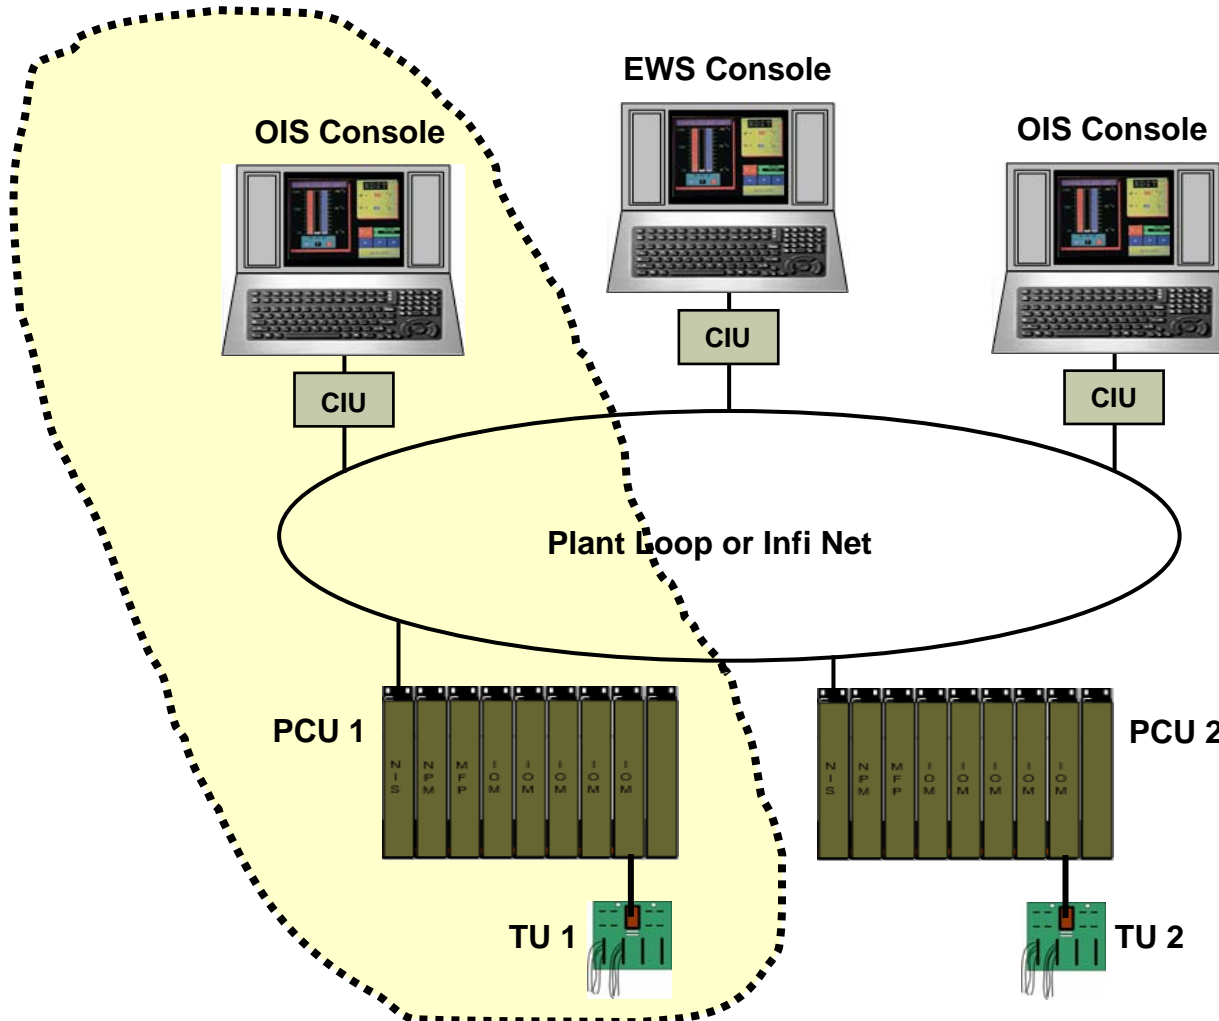 EWS Console
OIS Console
OIS Console
CIU
CIU
CIU
Plant Loop or Infi Net
PCU 1
NIS
NPM
MFP
IOM
IOM
IOM
IOM
IOM
NIS
NPM
MFP
IOM
IOM
IOM
IOM
IOM
PCU 2
TU 1
TU 2